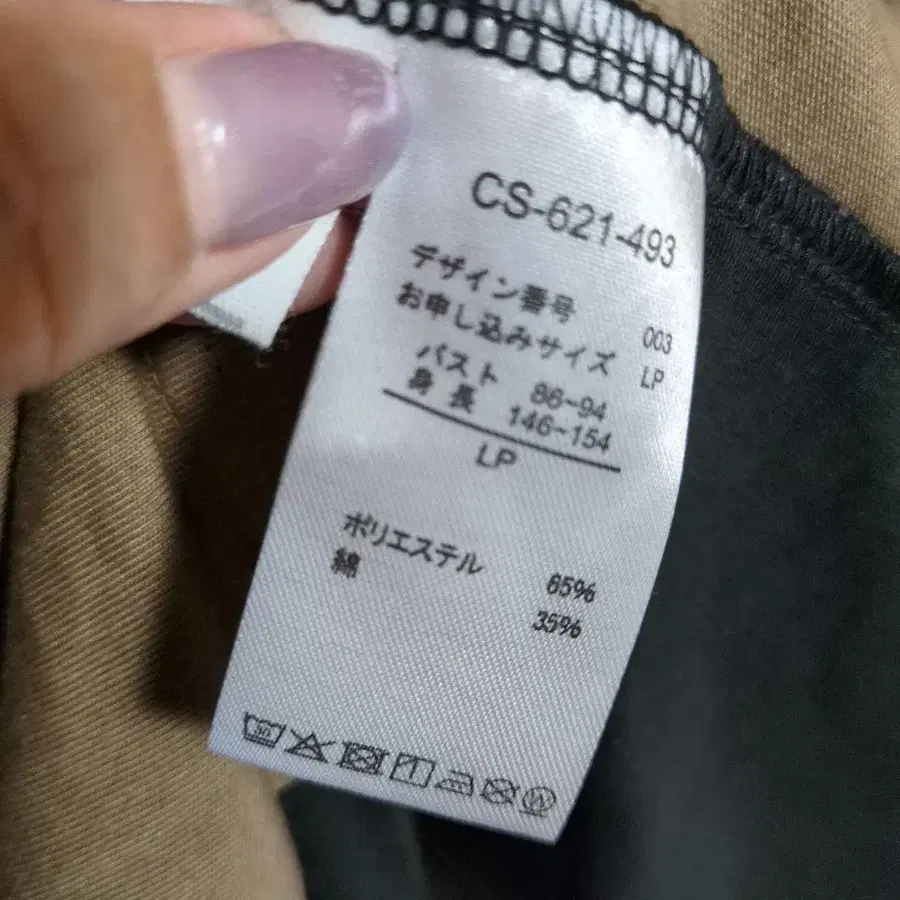 CS-621-493
デザイン番号 003
お申し込みサイズ LP
バスト 86-94
身長 146-154
LP
ポリエステル 65%
綿 35%